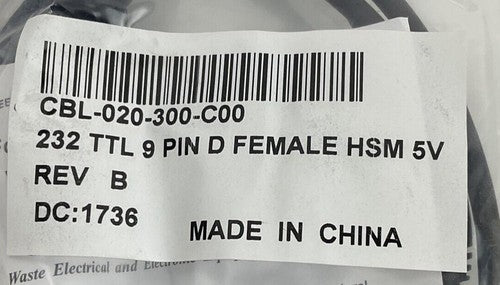 CBL-020-300-C00
232 TTL 9 PIN D FEMALE HSM 5V
REV B
DC:1736
MADE IN CHINA
Waste Electrical and Electronic